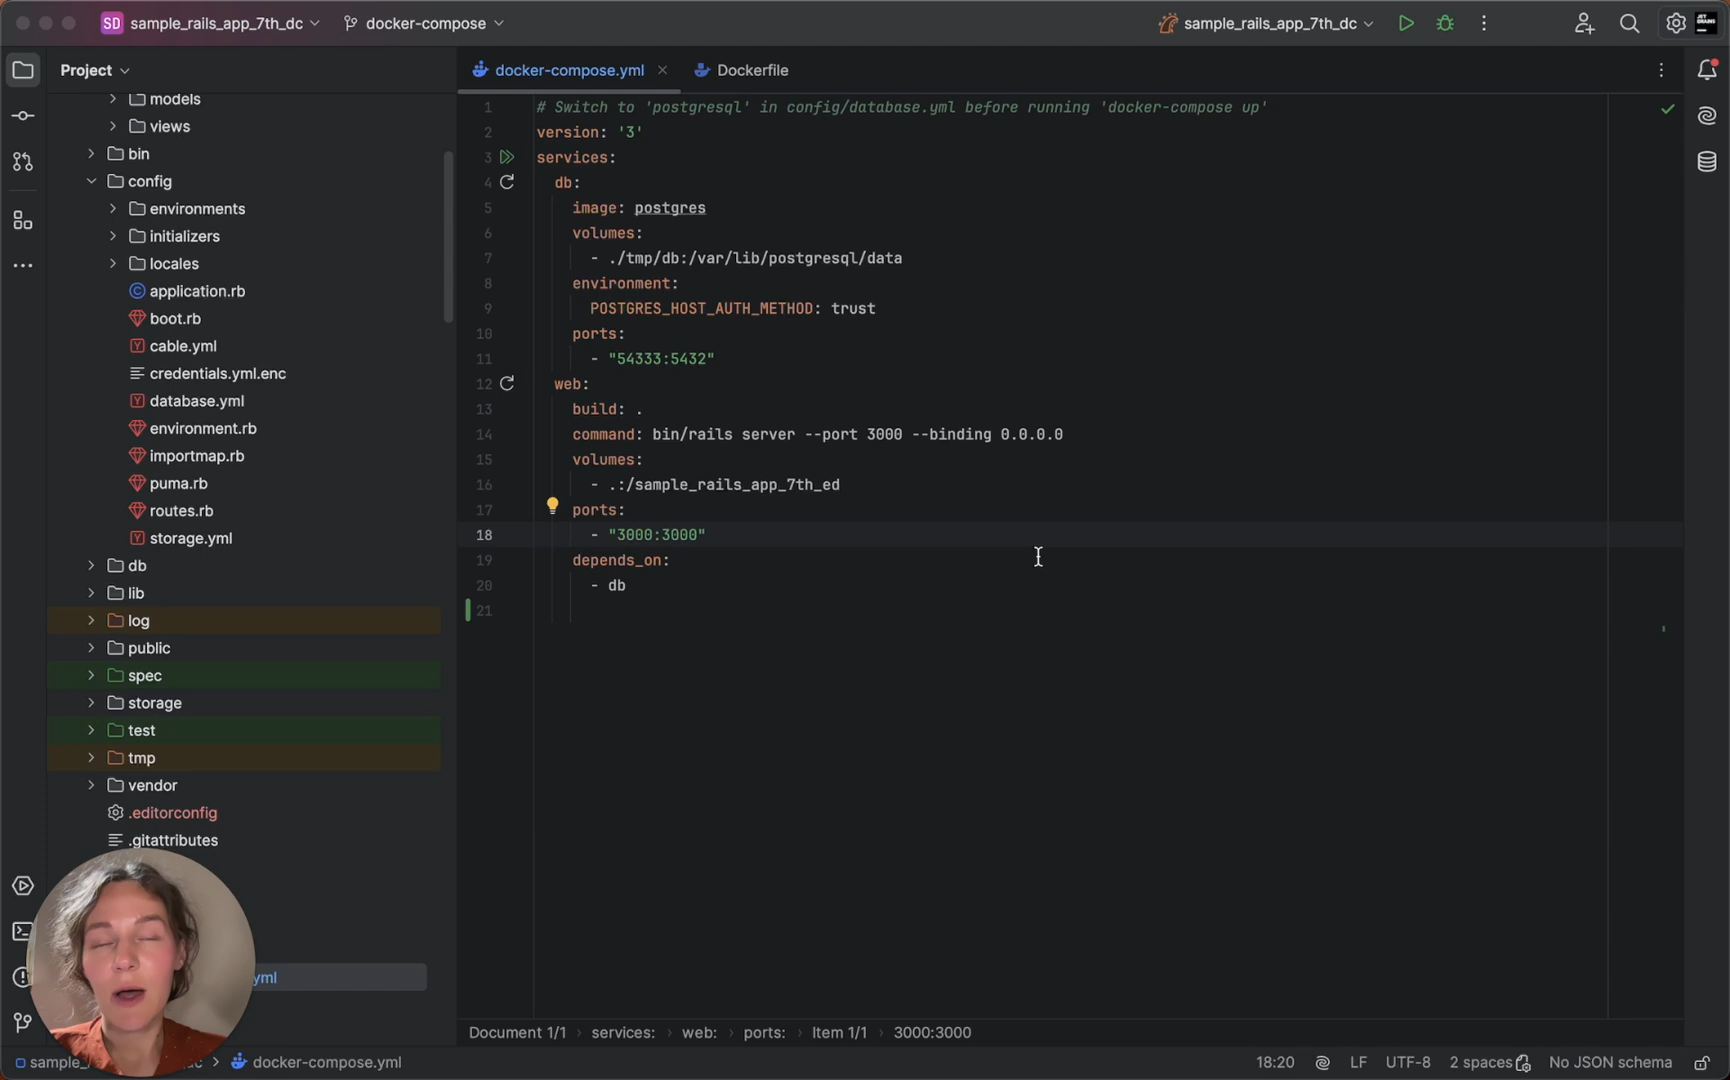 SD sample_rails_app_7th_dc docker-compose sample_rails_app_7th_dc JET BRAINS
Project docker-compose.yml Dockerfile
models
views
bin
config
environments
initializers
locales
application.rb
boot.rb
cable.yml
credentials.yml.enc
database.yml
environment.rb
importmap.rb
puma.rb
routes.rb
storage.yml
db
lib
log
public
spec
storage
test
tmp
vendor
.editorconfig
.gitattributes
yml
1 # Switch to 'postgresql' in config/database.yml before running 'docker-compose up'
2 version: '3'
3 services:
4 db:
5 image: postgres
6 volumes:
7 - ./tmp/db:/var/lib/postgresql/data
8 environment:
9 POSTGRES_HOST_AUTH_METHOD: trust
10 ports:
11 - "54333:5432"
12 web:
13 build: .
14 command: bin/rails server --port 3000 --binding 0.0.0.0
15 volumes:
16 - .:/sample_rails_app_7th_ed
17 ports:
18 - "3000:3000"
19 depends_on:
20 - db
21
Document 1/1 › services: › web: › ports: › Item 1/1 › 3000:3000
sample_ › docker-compose.yml 18:20 LF UTF-8 2 spaces No JSON schema